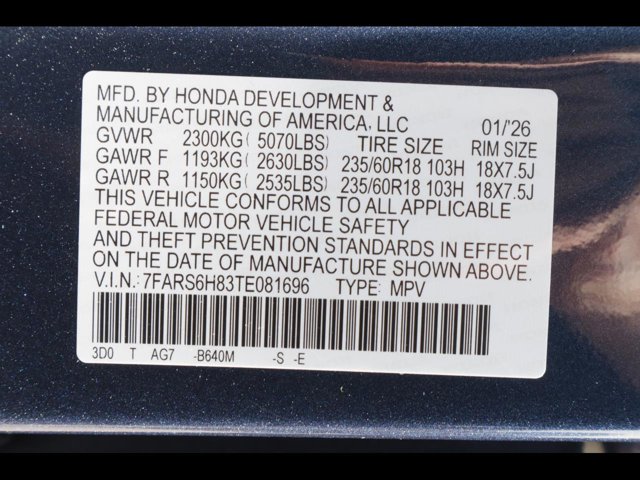 MFD. BY HONDA DEVELOPMENT &
MANUFACTURING OF AMERICA, LLC 01/'26
GVWR 2300KG( 5070LBS) TIRE SIZE RIM SIZE
GAWR F 1193KG( 2630LBS) 235/60R18 103H 18X7.5J
GAWR R 1150KG( 2535LBS) 235/60R18 103H 18X7.5J
THIS VEHICLE CONFORMS TO ALL APPLICABLE
FEDERAL MOTOR VEHICLE SAFETY
AND THEFT PREVENTION STANDARDS IN EFFECT
ON THE DATE OF MANUFACTURE SHOWN ABOVE.
V.I.N.:7FARS6H83TE081696 TYPE: MPV
3D0 T AG7 -B640M -S -E